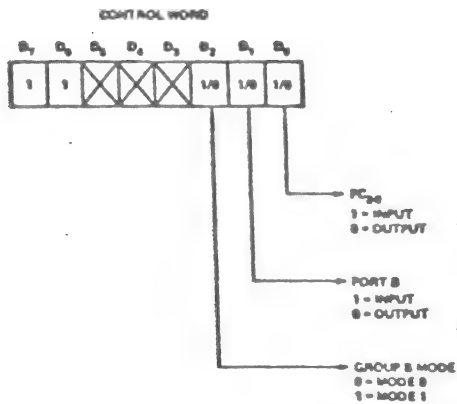 CONTROL WORD
D7 D6 D5 D4 D3 D2 D1 D0
1 1 1/0 1/0 1/0
PC2-0
1 = INPUT
0 = OUTPUT
PORT B
1 = INPUT
0 = OUTPUT
GROUP B MODE
0 = MODE 0
1 = MODE 1